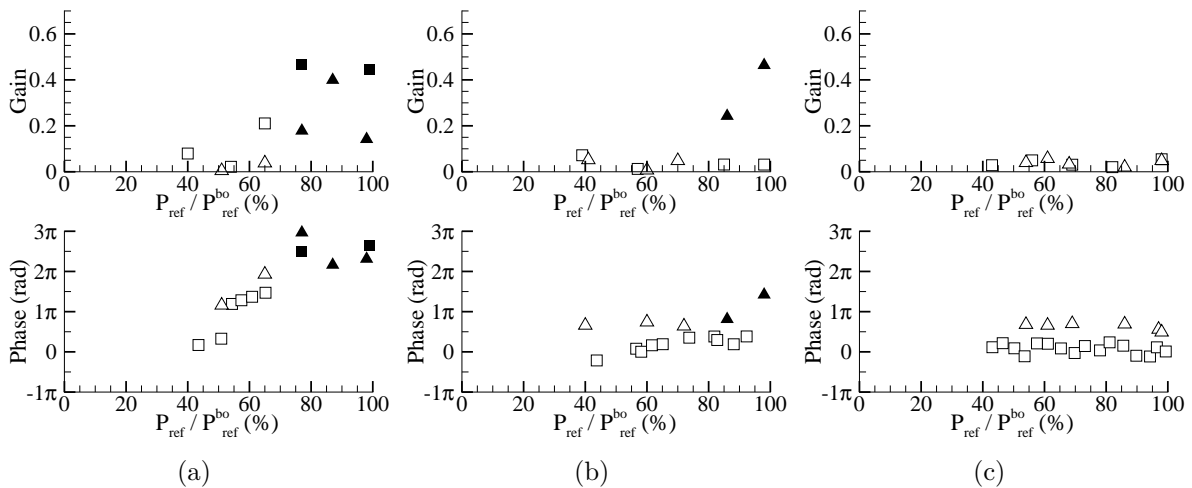 0.6
0.4
0.2
0
Gain
0 20 40 60 80 100
P_ref / P_ref^bo (%)
0.6
0.4
0.2
0
Gain
0 20 40 60 80 100
P_ref / P_ref^bo (%)
0.6
0.4
0.2
0
Gain
0 20 40 60 80 100
P_ref / P_ref^bo (%)
3π
2π
1π
0
-1π
Phase (rad)
0 20 40 60 80 100
P_ref / P_ref^bo (%)
3π
2π
1π
0
-1π
Phase (rad)
0 20 40 60 80 100
P_ref / P_ref^bo (%)
3π
2π
1π
0
-1π
Phase (rad)
0 20 40 60 80 100
P_ref / P_ref^bo (%)
(a)
(b)
(c)